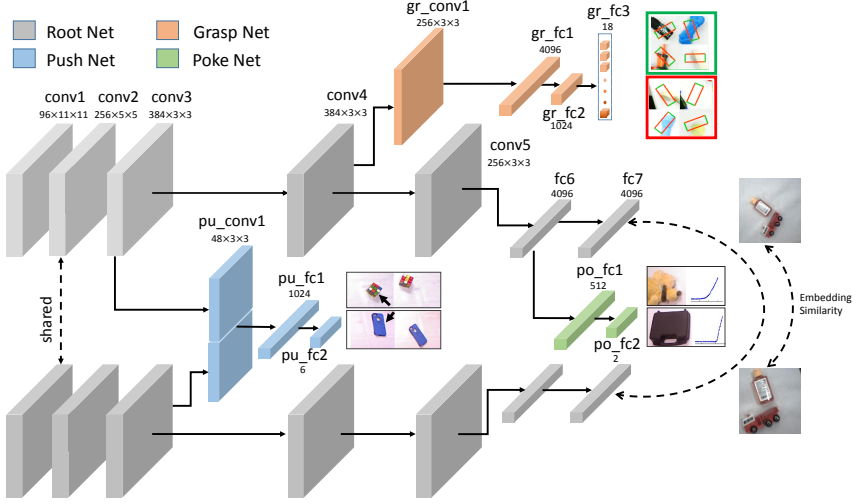 Root Net
Grasp Net
Push Net
Poke Net
conv1
96×11×11
conv2
256×5×5
conv3
384×3×3
conv4
384×3×3
gr_conv1
256×3×3
gr_fc1
4096
gr_fc2
1024
gr_fc3
18
conv5
256×3×3
fc6
4096
fc7
4096
pu_conv1
48×3×3
pu_fc1
1024
pu_fc2
6
po_fc1
512
po_fc2
2
shared
Embedding
Similarity